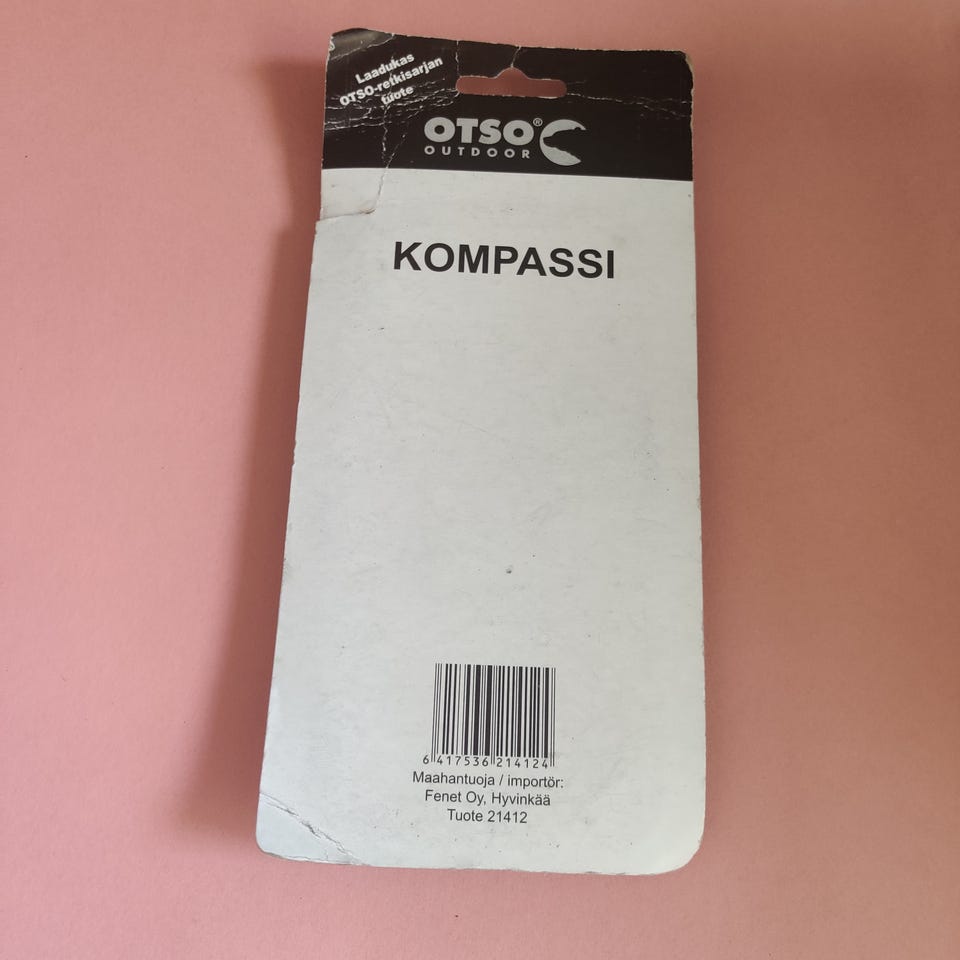 Laadukas
OTSO-retkisarjan
tuote
OTSO®
OUTDOOR
KOMPASSI
6 417536 214124
Maahantuoja / importör:
Fenet Oy, Hyvinkää
Tuote 21412